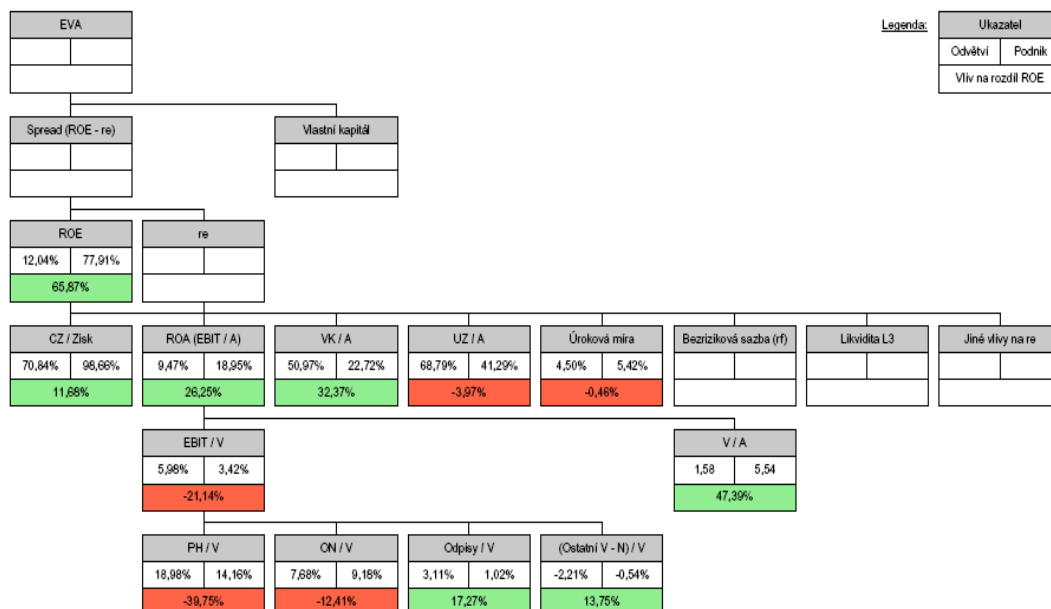 EVA
Legenda:
Ukazatel
Odvětví Podnik
Vliv na rozdíl ROE
Spread (ROE - re) Vlastní kapitál
ROE re
12,04% 77,91%
65,87%
CZ / Zisk ROA (EBIT / A) VK / A UZ / A Úroková míra Bezriziková sazba (rf) Likvidita L3 Jiné vlivy na re
70,84% 98,66% 9,47% 18,95% 50,97% 22,72% 68,79% 41,29% 4,50% 5,42%
11,68% 26,25% 32,37% -3,97% -0,46%
EBIT / V V / A
5,98% 3,42% 1,58 5,54
-21,14% 47,39%
PH / V ON / V Odpisy / V (Ostatní V - N) / V
18,98% 14,16% 7,68% 9,18% 3,11% 1,02% -2,21% -0,54%
-39,75% -12,41% 17,27% 13,75%